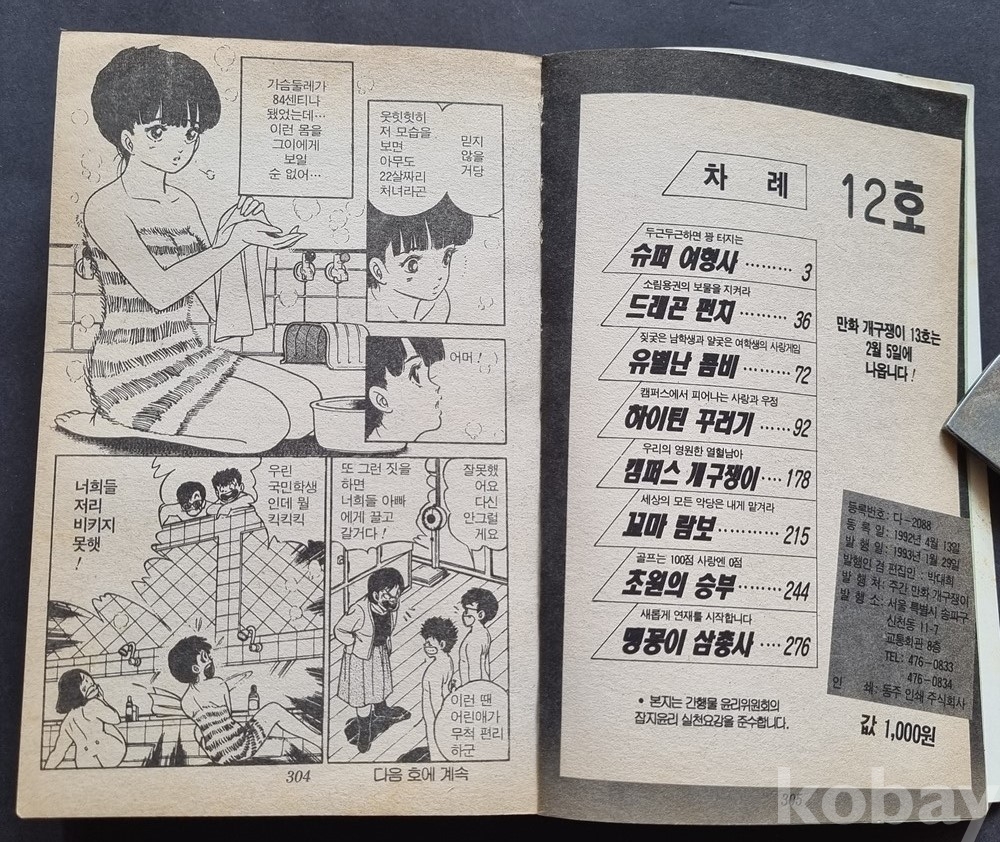 가슴둘레가
84센티나
됐었는데…
이런 몸을
그이에게
보일
순 없어…
믿지
않을
거당
웃힛힛히
저 모습을
보면
아무도
22살짜리
처녀라곤
어머!
너희들
저리
비키지
못햇
!
우린
국민학생
인데 뭘
킥킥킥
또 그런 짓을
하면
너희들 아빠
에게 끌고
갈거다!
잘못했
어요
다신
안그럴
게요
이런 땐
어린애가
무척 편리
하군
304
다음 호에 계속
차 례
12호
두근두근하면 꽝 터지는
슈퍼 여형사 ········· 3
소림용권의 보물을 지켜라
드래곤 펀치 ········· 36
짖궂은 남학생과 얄궂은 여학생의 사랑게임
유별난 콤비 ········· 72
캠퍼스에서 피어나는 사랑과 우정
하이틴 꾸러기 ······ 92
우리의 영원한 열혈남아
캠퍼스 개구쟁이 ···· 178
세상의 모든 악당은 내게 맡겨라
꼬마 람보 ··········· 215
골프는 100점 사랑엔 0점
초원의 승부 ········ 244
새롭게 연재를 시작합니다
맹꽁이 삼총사 ···· 276
• 본지는 간행물 윤리위원회의
잡지윤리 실천요강을 준수합니다.
만화 개구쟁이 13호는
2월 5일에
나옵니다!
등록번호: 다-2088
등 록 일: 1992년 4월 13일
발 행 일: 1993년 1월 29일
발행인 겸 편집인: 박대희
발 행 처: 주간 만화 개구쟁이
발 행 소: 서울 특별시 송파구
신천동 11-7
교통회관 8층
TEL: 476-0833
476-0834
인 쇄: 동주 인쇄 주식회사
값 1,000원
305
kobay